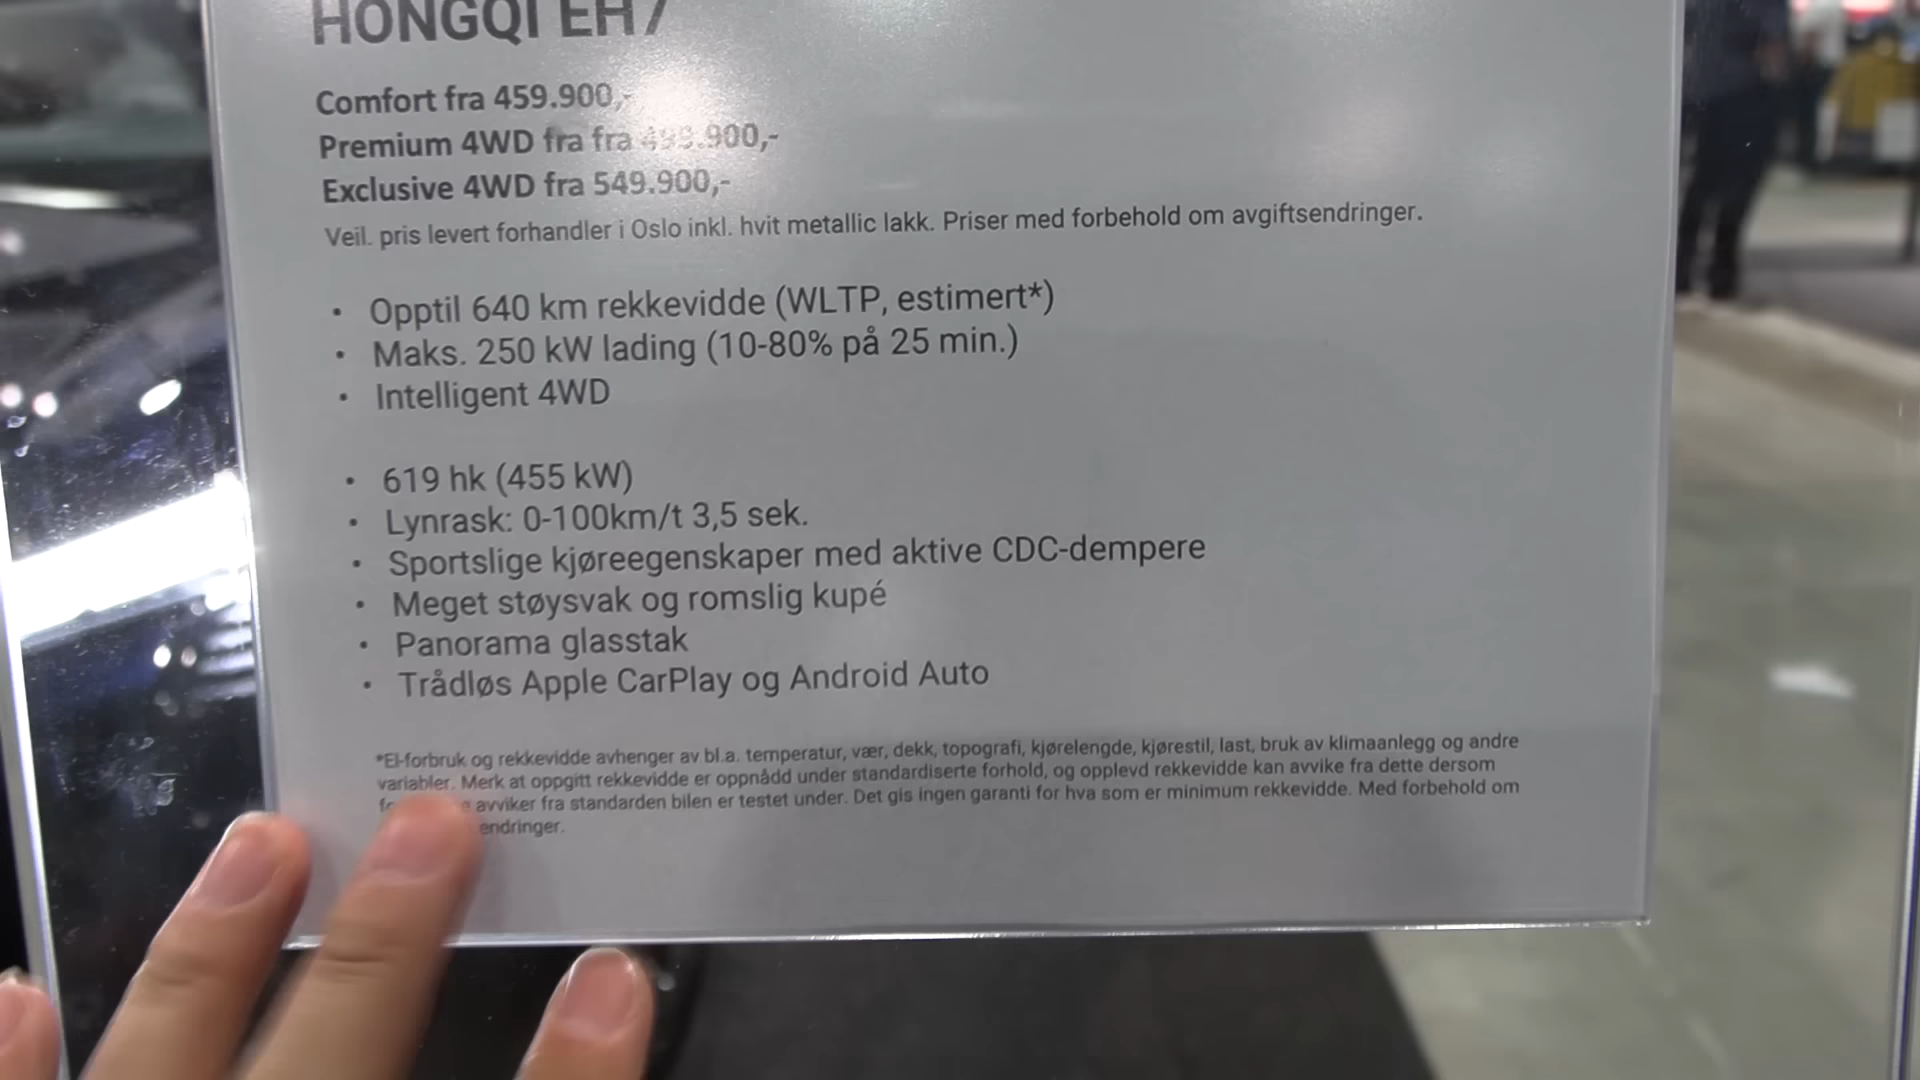 HONGQI EH7
Comfort fra 459.900,-
Premium 4WD fra fra 499.900,-
Exclusive 4WD fra 549.900,-
Veil. pris levert forhandler i Oslo inkl. hvit metallic lakk. Priser med forbehold om avgiftsendringer.
• Opptil 640 km rekkevidde (WLTP, estimert*)
• Maks. 250 kW lading (10-80% på 25 min.)
• Intelligent 4WD
• 619 hk (455 kW)
• Lynrask: 0-100km/t 3,5 sek.
• Sportslige kjøreegenskaper med aktive CDC-dempere
• Meget støysvak og romslig kupé
• Panorama glasstak
• Trådløs Apple CarPlay og Android Auto
*El-forbruk og rekkevidde avhenger av bl.a. temperatur, vær, dekk, topografi, kjørelengde, kjørestil, last, bruk av klimaanlegg og andre
variabler. Merk at oppgitt rekkevidde er oppnådd under standardiserte forhold, og opplevd rekkevidde kan avvike fra dette dersom
avviker fra standarden bilen er testet under. Det gis ingen garanti for hva som er minimum rekkevidde. Med forbehold om
endringer.